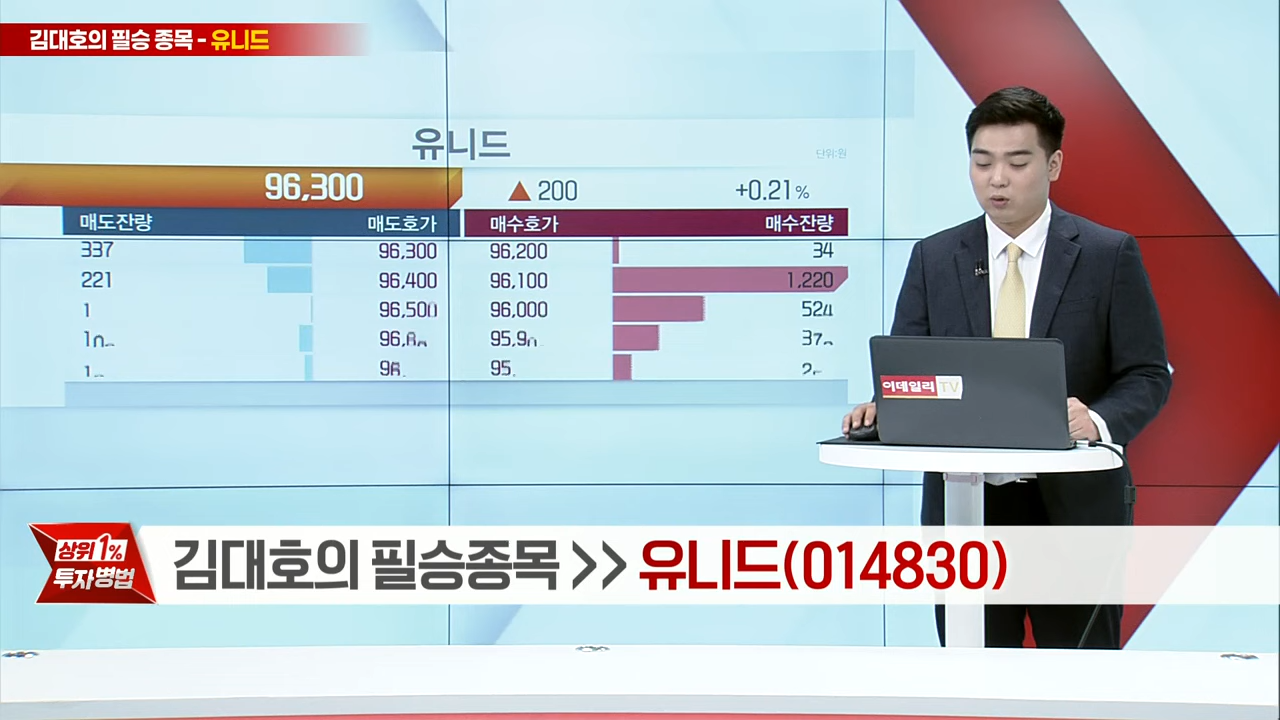 김대호의 필승 종목 - 유니드
유니드
단위:원
96,300 ▲ 200 +0.21%
매도잔량 매도호가 매수호가 매수잔량
337 96,300 96,200 34
221 96,400 96,100 1,220
1 96,500 96,000 524
이데일리 TV
상위 1%
투자병법
김대호의 필승종목 >> 유니드(014830)